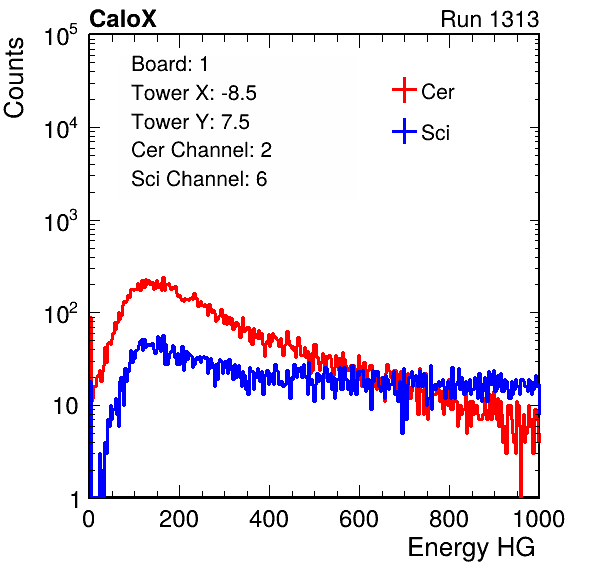 CaloX Run 1313
Counts
Board: 1
Tower X: -8.5
Tower Y: 7.5
Cer Channel: 2
Sci Channel: 6
Cer
Sci
10^5
10^4
10^3
10^2
10
1
0 200 400 600 800 1000
Energy HG